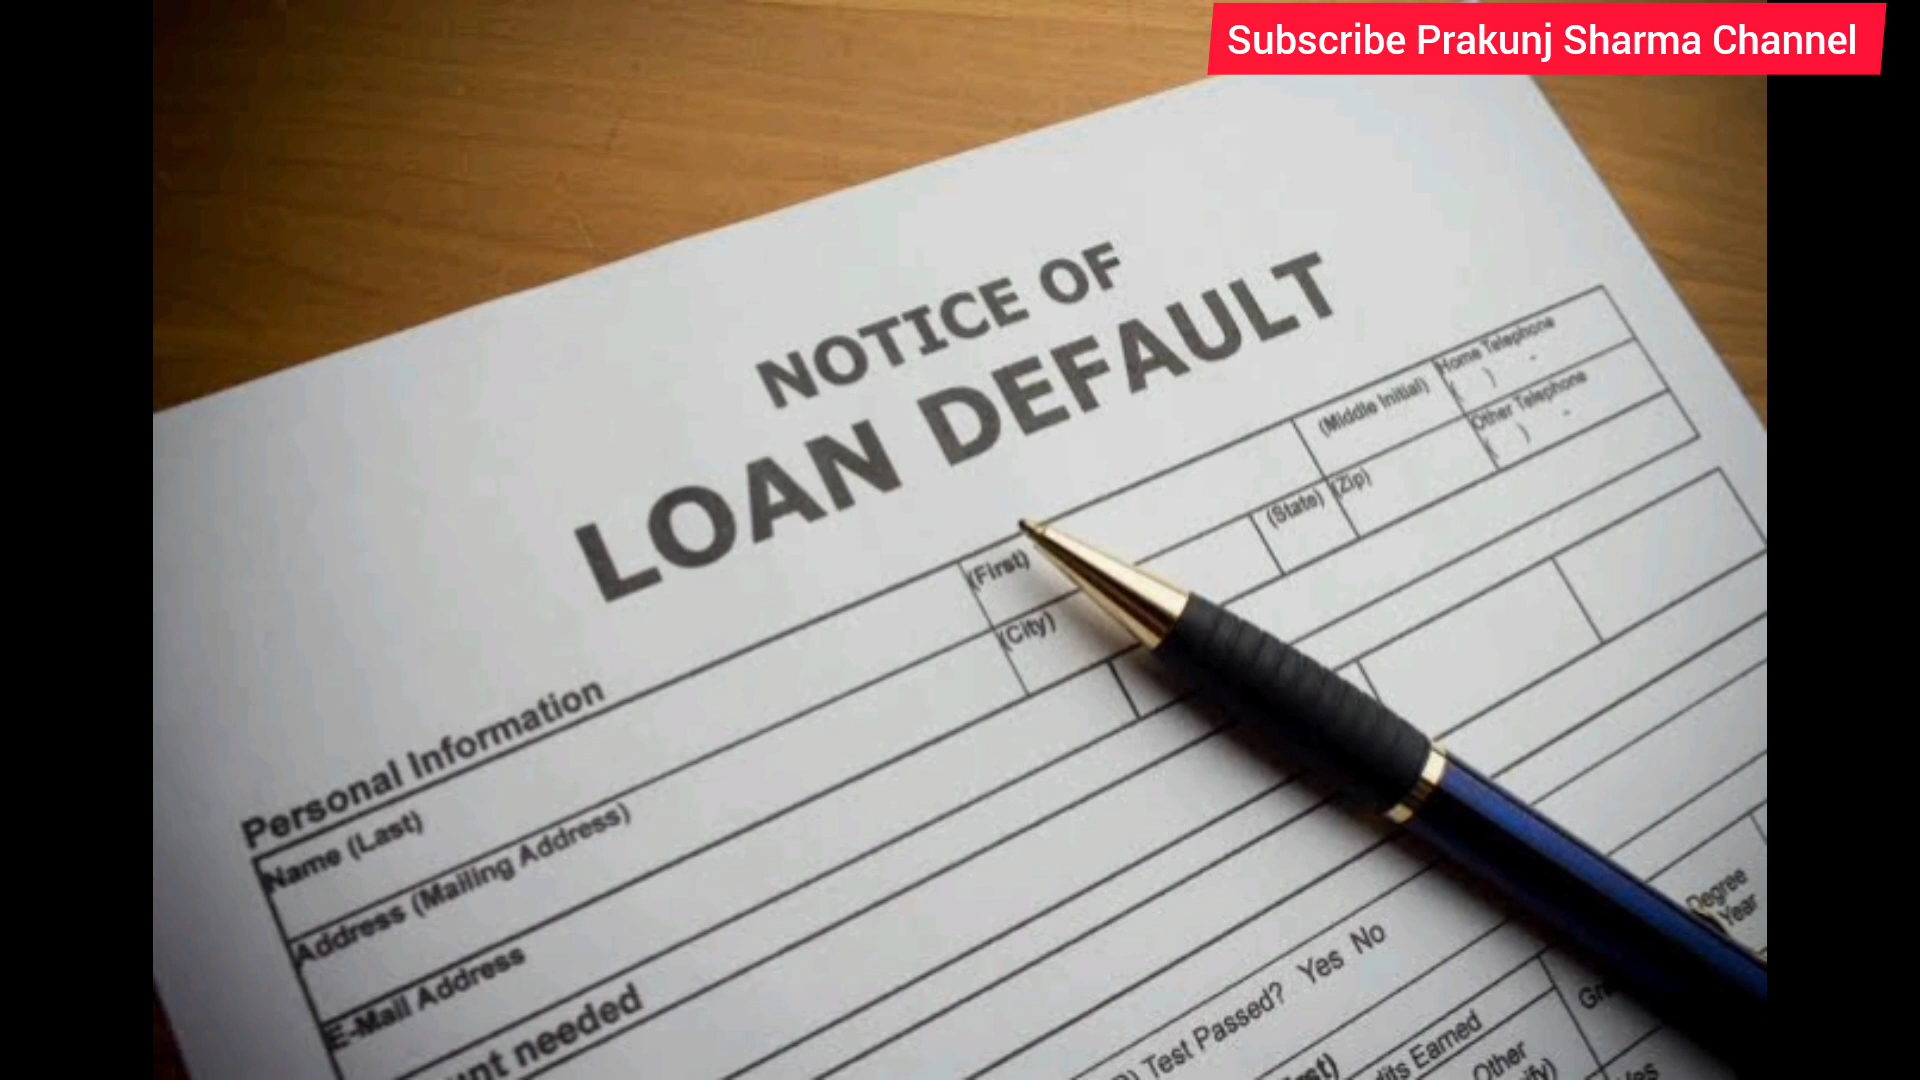 Subscribe Prakunj Sharma Channel
NOTICE OF
LOAN DEFAULT
Personal Information
Name (Last)
(First)
(Middle Initial)
Home Telephone
( ) -
Address (Mailing Address)
(City)
(State)
(Zip)
Other Telephone
( ) -
E-Mail Address
needed
Test Passed? Yes No
Degree
Year
Earned
Other